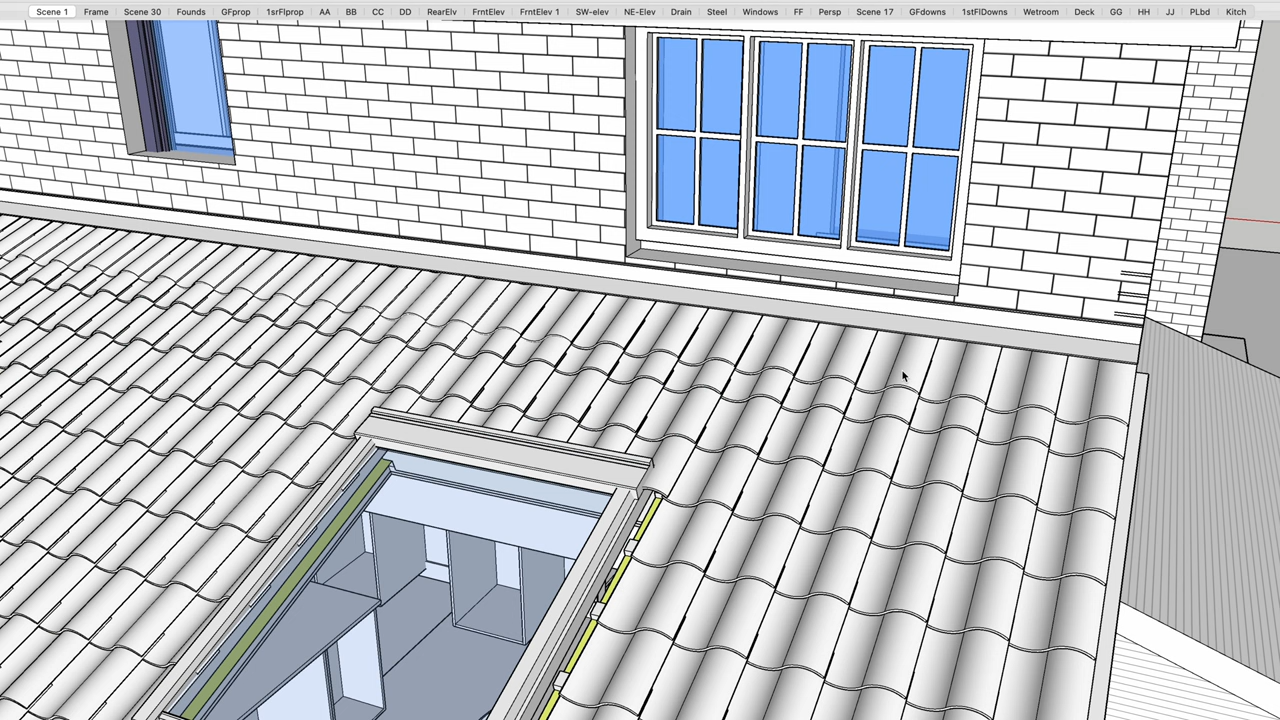 Scene 1 Frame Scene 30 Founds GFprop 1srFlprop AA BB CC DD RearElv FrntElev FrntElev 1 SW-elev NE-Elev Drain Steel Windows FF Persp Scene 17 GFdowns 1stFlDowns Wetroom Deck GG HH JJ PLbd Kitch